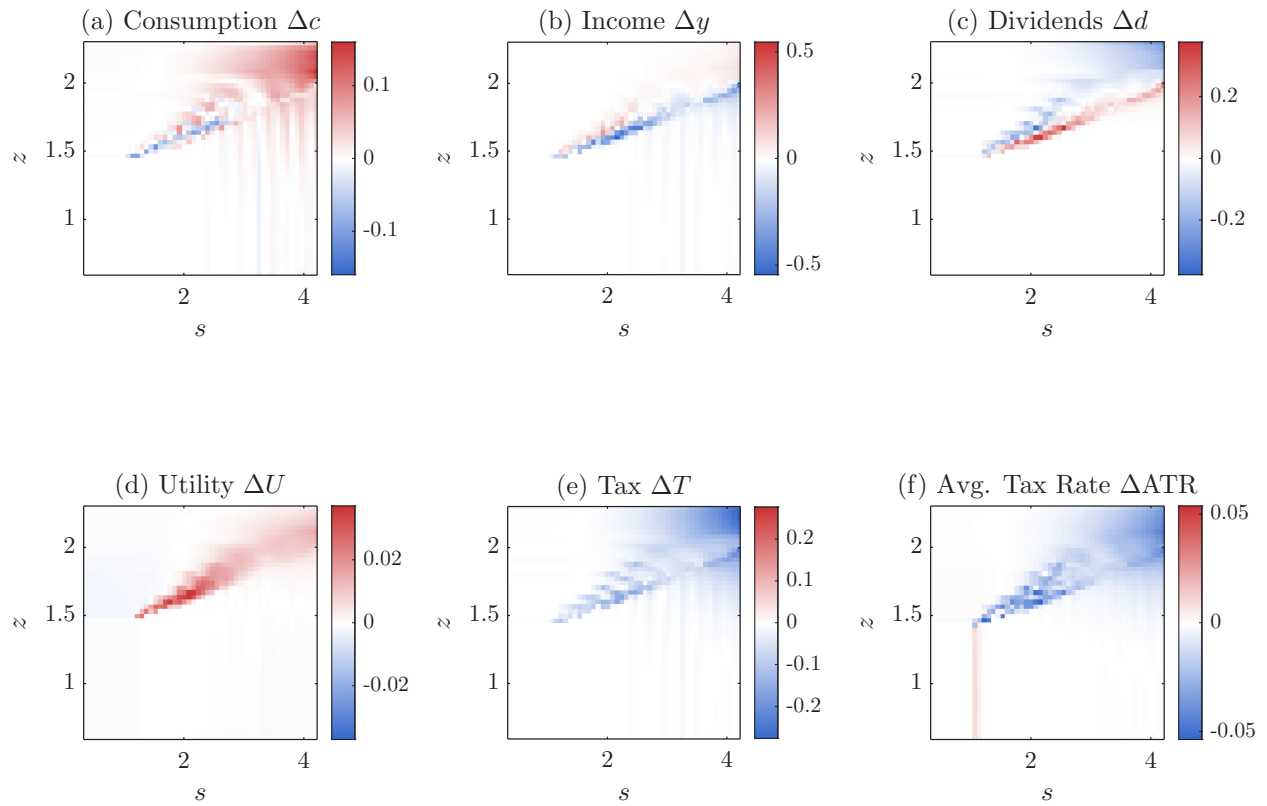 (a) Consumption Δc
(b) Income Δy
(c) Dividends Δd
2
1.5
1
z
2
4
s
0.1
0
-0.1
2
1.5
1
z
2
4
s
0.5
0
-0.5
2
1.5
1
z
2
4
s
0.2
0
-0.2
(d) Utility ΔU
(e) Tax ΔT
(f) Avg. Tax Rate ΔATR
2
1.5
1
z
2
4
s
0.02
0
-0.02
2
1.5
1
z
2
4
s
0.2
0.1
0
-0.1
-0.2
2
1.5
1
z
2
4
s
0.05
0
-0.05